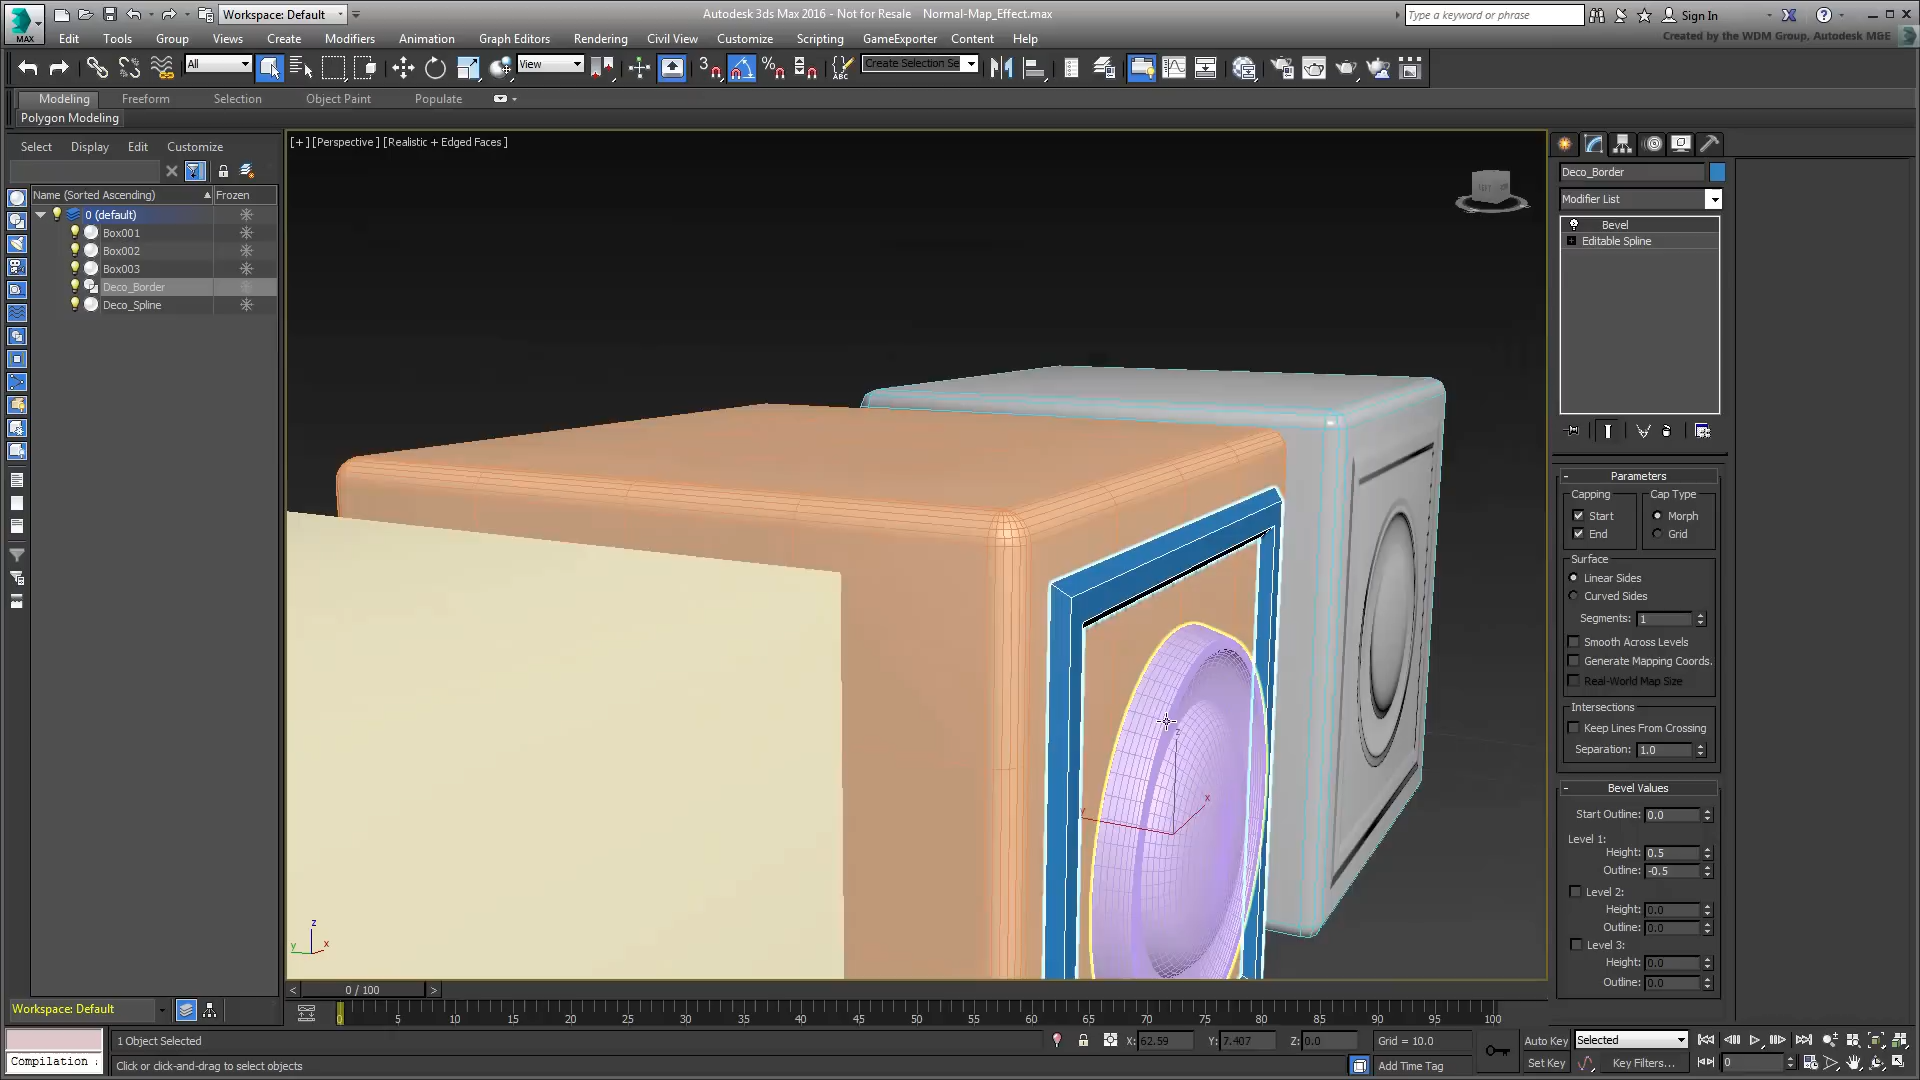 Workspace: Default
Autodesk 3ds Max 2016 - Not for Resale   Normal-Map_Effect.max
Type a keyword or phrase
Sign In
MAX
Edit Tools Group Views Create Modifiers Animation Graph Editors Rendering Civil View Customize Scripting GameExporter Content Help
Created by the WDM Group, Autodesk M&E
All
View
3
Create Selection Se
Modeling Freeform Selection Object Paint Populate
Polygon Modeling
Select Display Edit Customize
Name (Sorted Ascending) Frozen
0 (default)
Box001
Box002
Box003
Deco_Border
Deco_Spline
[+] [Perspective ] [Realistic + Edged Faces ]
z
y
x
z
y
x
Deco_Border
Modifier List
Bevel
Editable Spline
- Parameters
Capping
Start
End
Cap Type
Morph
Grid
Surface
Linear Sides
Curved Sides
Segments: 1
Smooth Across Levels
Generate Mapping Coords.
Real-World Map Size
Intersections
Keep Lines From Crossing
Separation: 1.0
- Bevel Values
Start Outline: 0.0
Level 1:
Height: 0.5
Outline: -0.5
Level 2:
Height: 0.0
Outline: 0.0
Level 3:
Height: 0.0
Outline: 0.0
< 0 / 100 >
0 5 10 15 20 25 30 35 40 45 50 55 60 65 70 75 80 85 90 95 100
Workspace: Default
Compilation :
1 Object Selected
Click or click-and-drag to select objects
X: 62.59 Y: 7.407 Z: 0.0
Grid = 10.0
Add Time Tag
Auto Key
Selected
Set Key
Key Filters...
0